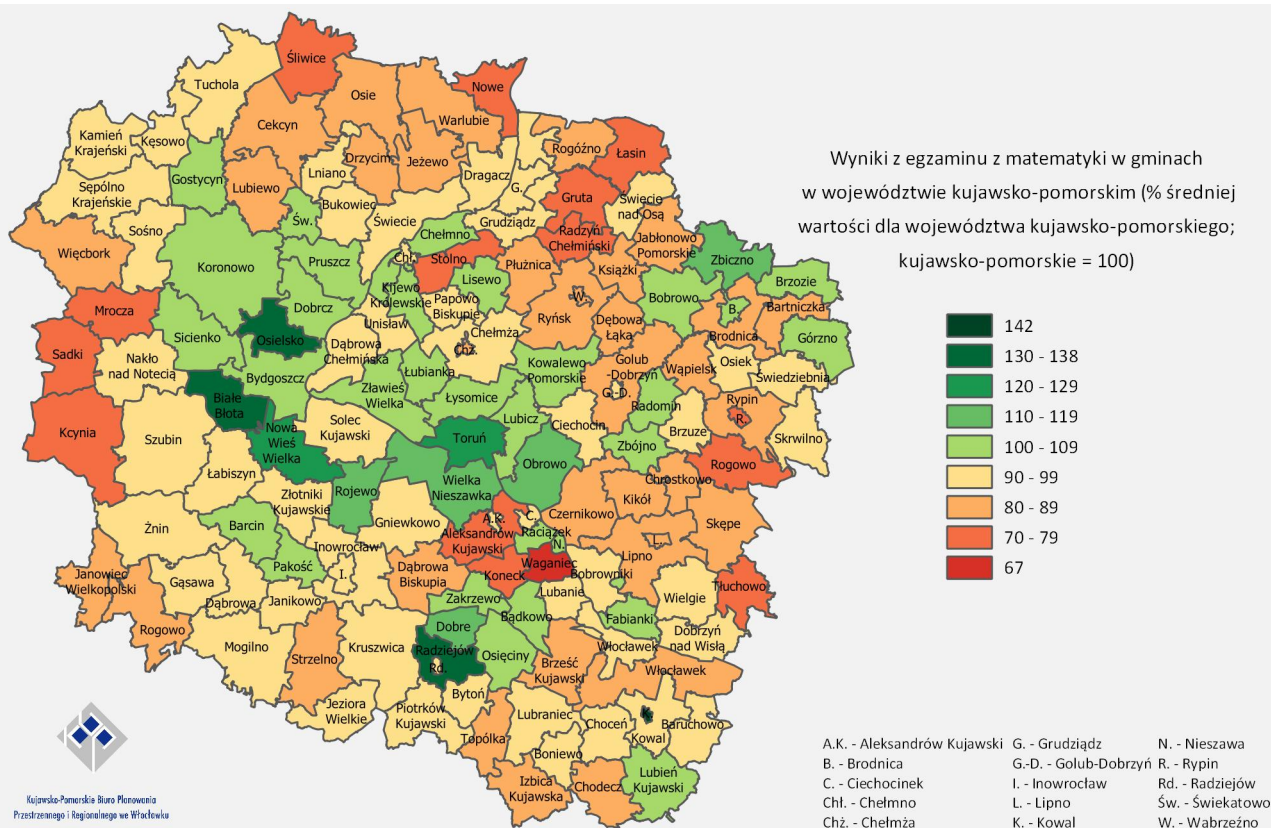 Śliwice
Tuchola
Osie
Nowe
Cekcyn
Warlubie
Kamień
Krajeński
Kęsowo
Rogóźno
Łasin
Drzycim
Jeżewo
Lniano
Dragacz
G.
Gostycyn
Lubiewo
Gruta
Sępólno
Krajeńskie
Bukowiec
Świecie
nad Osą
Św.
Świecie
Grudziądz
Sośno
Chełmno
Radzyń
Chełmiński
Jabłonowo
Pomorskie
Więcbork
Zbiczno
Koronowo
Pruszcz
Chł.
Stolno
Płużnica
Książki
Kijewo
Królewskie
Lisewo
Bobrowo
Brzozie
Mrocza
Dobrcz
Papowo
Biskupie
W.
B.
Bartniczka
Unisław
Ryńsk
Dębowa
Łąka
Brodnica
Sicienko
Osielsko
Dąbrowa
Chełmińska
Chełmża
Górzno
Sadki
Chż.
Nakło
nad Notecią
Kowalewo
Pomorskie
Golub
-Dobrzyń
Wąpielsk
Osiek
Bydgoszcz
Zławieś
Wielka
Łubianka
Świedziebnia
Białe
Błota
Łysomice
G.-D.
Radomin
Rypin
R.
Kcynia
Nowa
Wieś
Wielka
Solec
Kujawski
Lubicz
Ciechocin
Brzuze
Szubin
Toruń
Zbójno
Skrwilno
Łabiszyn
Obrowo
Rogowo
Wielka
Nieszawka
Rojewo
Chrostkowo
Złotniki
Kujawskie
Kikół
Gniewkowo
A.K.
C.
Czernikowo
Skępe
Żnin
Barcin
Aleksandrów
Kujawski
Raciążek
N.
L.
Inowrocław
Lipno
Pakość
I.
Dąbrowa
Biskupia
Koneck
Waganiec
Bobrowniki
Janowiec
Wielkopolski
Gąsawa
Tłuchowo
Dąbrowa
Janikowo
Zakrzewo
Lubanie
Wielgie
Bądkowo
Fabianki
Rogowo
Dobre
Mogilno
Strzelno
Kruszwica
Radziejów
Rd.
Osięciny
Dobrzyń
nad Wisłą
Włocławek
Brześć
Kujawski
Włocławek
Bytoń
Jeziora
Wielkie
Piotrków
Kujawski
Lubraniec
Choceń
K.
Kowal
Baruchowo
Topólka
Boniewo
Izbica
Kujawska
Chodecz
Lubień
Kujawski
Wyniki z egzaminu z matematyki w gminach
w województwie kujawsko-pomorskim (% średniej
wartości dla województwa kujawsko-pomorskiego;
kujawsko-pomorskie = 100)
142
130 - 138
120 - 129
110 - 119
100 - 109
90 - 99
80 - 89
70 - 79
67
A.K. - Aleksandrów Kujawski
B. - Brodnica
C. - Ciechocinek
Chł. - Chełmno
Chż. - Chełmża
G. - Grudziądz
G.-D. - Golub-Dobrzyń
I. - Inowrocław
L. - Lipno
K. - Kowal
N. - Nieszawa
R. - Rypin
Rd. - Radziejów
Św. - Świekatowo
W. - Wabrzeźno
Kujawsko-Pomorskie Biuro Planowania
Przestrzennego i Regionalnego we Włocławku